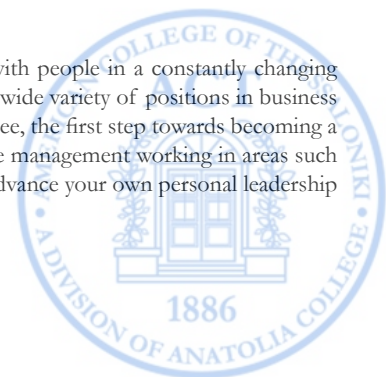 with people in a constantly changing
wide variety of positions in business
ee, the first step towards becoming a
e management working in areas such
dvance your own personal leadership
AMERICAN COLLEGE OF THESSALONIKI
ACT
1886
A DIVISION OF ANATOLIA COLLEGE